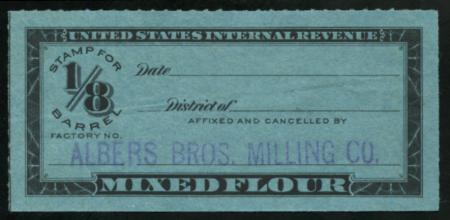 UNITED STATES INTERNAL REVENUE
STAMP FOR
1/8
BARREL
FACTORY NO.
Date
District of
AFFIXED AND CANCELLED BY
ALBERS BROS. MILLING CO.
MIXED FLOUR